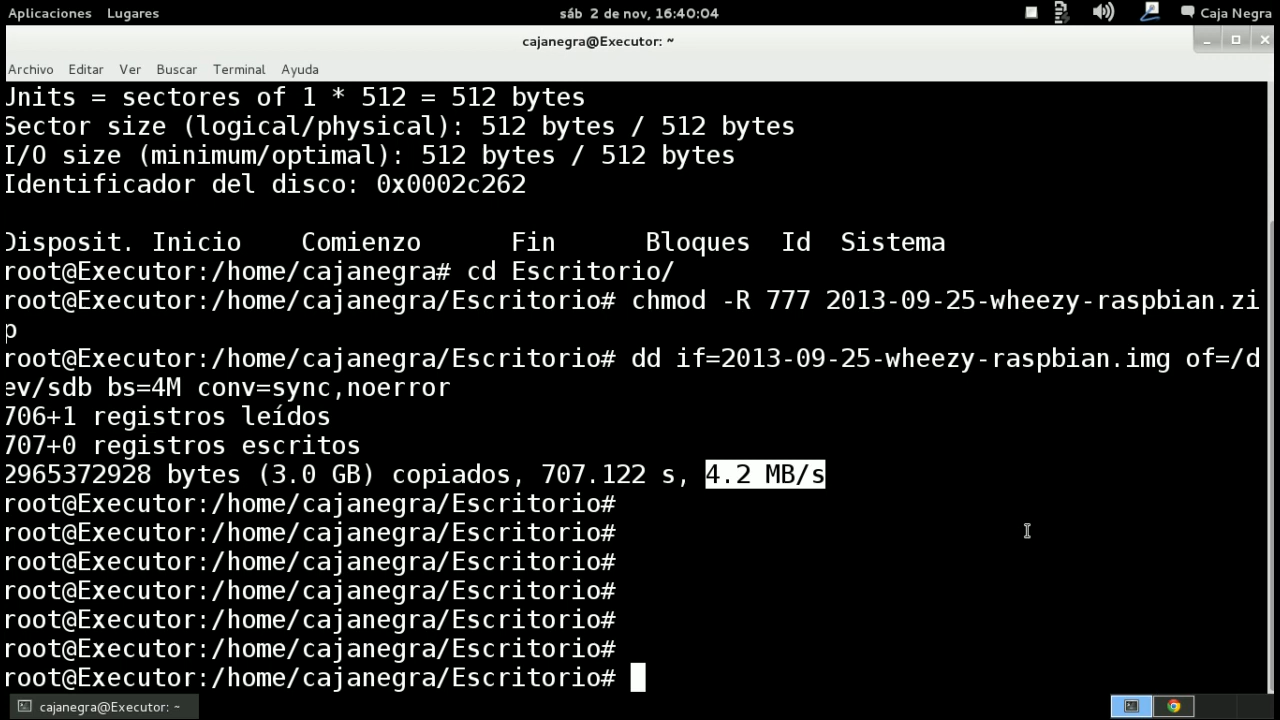 Aplicaciones Lugares sáb 2 de nov, 16:40:04 Caja Negra
cajanegra@Executor: ~
Archivo Editar Ver Buscar Terminal Ayuda
Units = sectores of 1 * 512 = 512 bytes
Sector size (logical/physical): 512 bytes / 512 bytes
I/O size (minimum/optimal): 512 bytes / 512 bytes
Identificador del disco: 0x0002c262
Disposit. Inicio Comienzo Fin Bloques Id Sistema
root@Executor:/home/cajanegra# cd Escritorio/
root@Executor:/home/cajanegra/Escritorio# chmod -R 777 2013-09-25-wheezy-raspbian.zi
p
root@Executor:/home/cajanegra/Escritorio# dd if=2013-09-25-wheezy-raspbian.img of=/d
ev/sdb bs=4M conv=sync,noerror
706+1 registros leídos
707+0 registros escritos
2965372928 bytes (3.0 GB) copiados, 707.122 s, 4.2 MB/s
root@Executor:/home/cajanegra/Escritorio#
root@Executor:/home/cajanegra/Escritorio#
root@Executor:/home/cajanegra/Escritorio#
root@Executor:/home/cajanegra/Escritorio#
root@Executor:/home/cajanegra/Escritorio#
root@Executor:/home/cajanegra/Escritorio#
root@Executor:/home/cajanegra/Escritorio#
cajanegra@Executor: ~